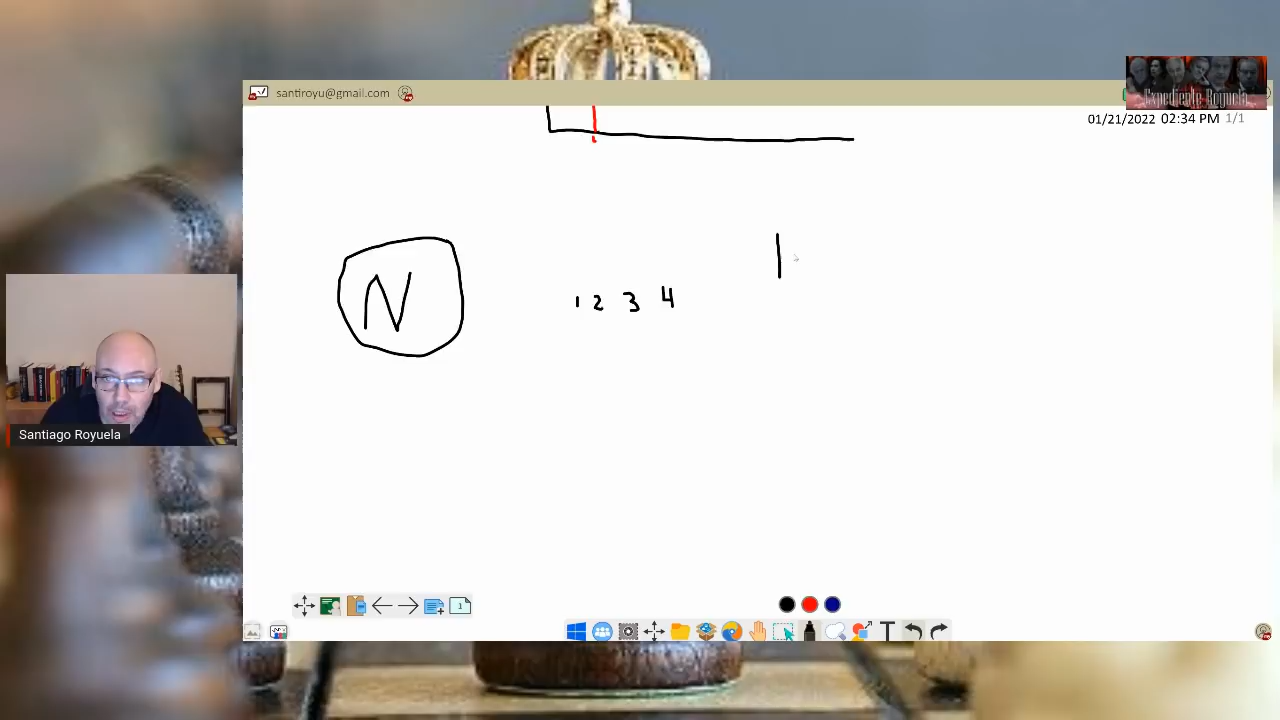 santiroyu@gmail.com
Expediente Royuela
01/21/2022 02:34 PM 1/1
N
1 2 3 4
Santiago Royuela
1
T